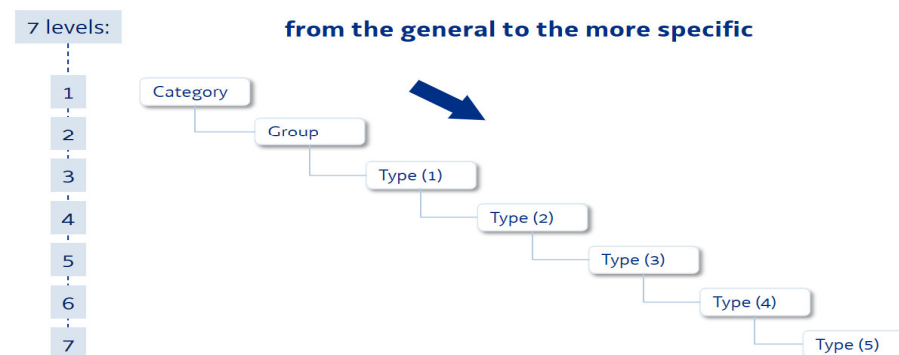 7 levels:
from the general to the more specific
1
Category
2
Group
3
Type (1)
4
Type (2)
5
Type (3)
6
Type (4)
7
Type (5)